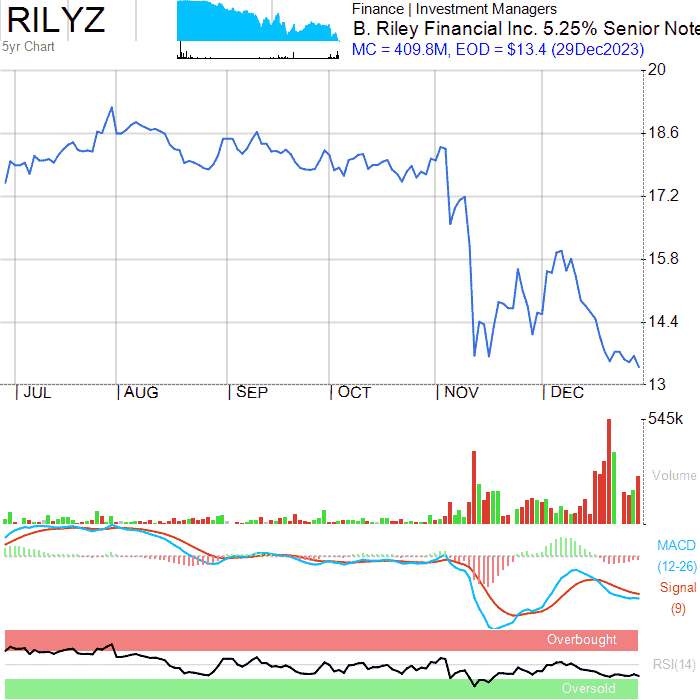 RILYZ
5yr Chart
Finance | Investment Managers
B. Riley Financial Inc. 5.25% Senior Note
MC = 409.8M, EOD = $13.4 (29Dec2023)
20
18.6
17.2
15.8
14.4
13
JUL AUG SEP OCT NOV DEC
545k
Volume
MACD
(12-26)
Signal
(9)
Overbought
RSI(14)
Oversold